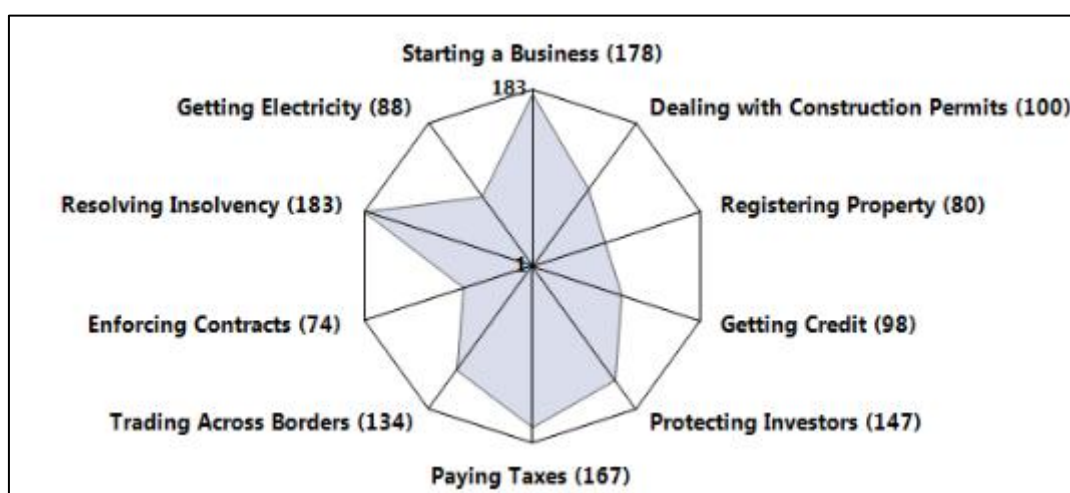 Starting a Business (178)
183
Getting Electricity (88)
Dealing with Construction Permits (100)
Resolving Insolvency (183)
Registering Property (80)
1
Enforcing Contracts (74)
Getting Credit (98)
Trading Across Borders (134)
Protecting Investors (147)
Paying Taxes (167)